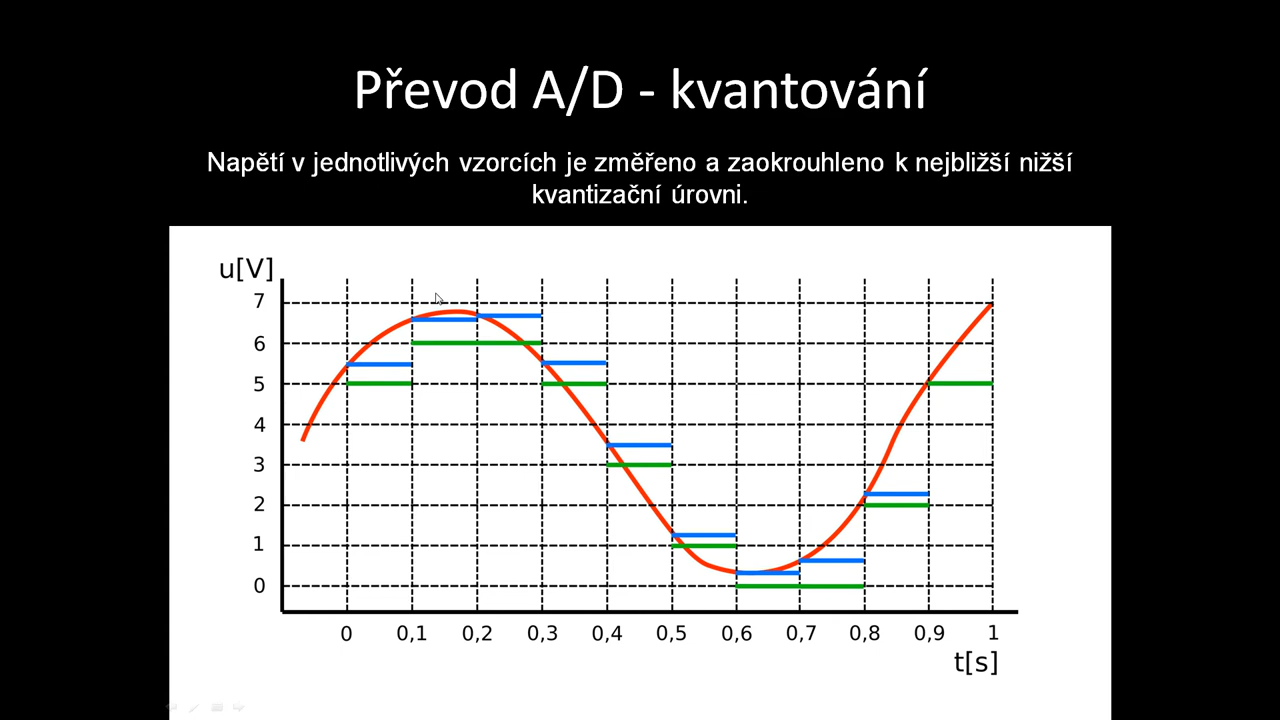 Převod A/D - kvantování
Napětí v jednotlivých vzorcích je změřeno a zaokrouhleno k nejbližší nižší
kvantizační úrovni.
u[V]
7
6
5
4
3
2
1
0
0 0,1 0,2 0,3 0,4 0,5 0,6 0,7 0,8 0,9 1
t[s]